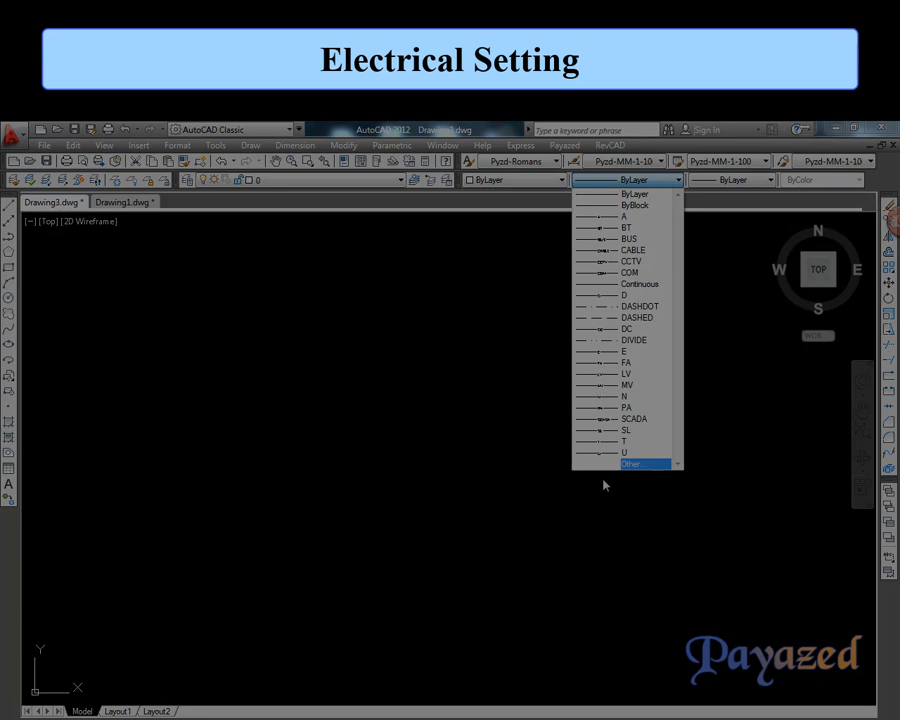 Electrical Setting
AutoCAD Classic
AutoCAD 2012 Drawing3.dwg
Type a keyword or phrase
Sign In
File Edit View Insert Format Tools Draw Dimension Modify Parametric Window Help Express Payazed RevCAD
Pyzd-Romans Pyzd-MM-1-10 Pyzd-MM-1-100 Pyzd-MM-1-10
0 ByLayer ByLayer ByLayer ByColor
Drawing3.dwg * Drawing1.dwg *
[−] [Top] [2D Wireframe]
ByLayer
ByBlock
A
BT
BUS
CABLE
CCTV
COM
Continuous
D
DASHDOT
DASHED
DC
DIVIDE
E
FA
LV
MV
N
PA
SCADA
SL
T
U
Other...
N
W TOP E
S
WCS
A
Y
X
Payazed
Model Layout1 Layout2